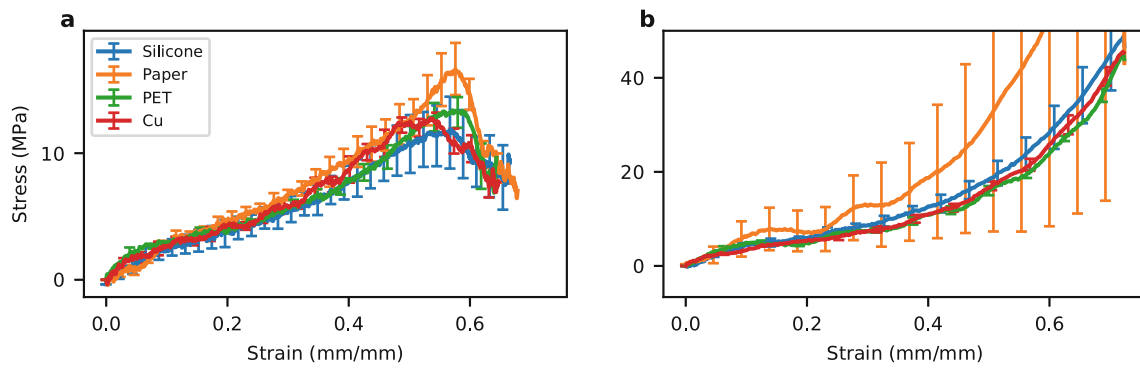 a
Silicone
Paper
PET
Cu
Stress (MPa)
10
0
0.0 0.2 0.4 0.6
Strain (mm/mm)
b
40
20
0
0.0 0.2 0.4 0.6
Strain (mm/mm)